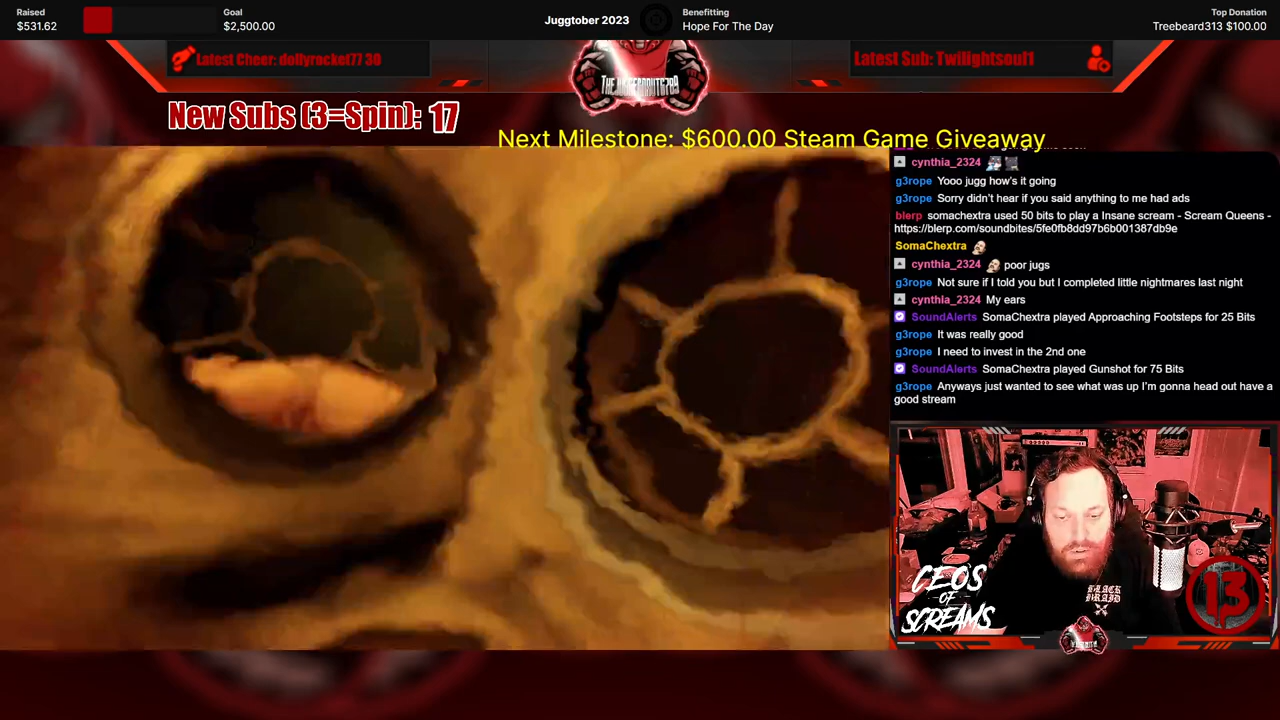 Raised
$531.62
Goal
$2,500.00
Juggtober 2023
Benefitting
Hope For The Day
Top Donation
Treebeard313 $100.00
Latest Cheer: dollyrocket77 30
THEJUGGERNAUT6789
Latest Sub: Twilightsoul1
New Subs (3=Spin): 17
Next Milestone: $600.00 Steam Game Giveaway
cynthia_2324
g3rope Yooo jugg how's it going
g3rope Sorry didn't hear if you said anything to me had ads
blerp somachextra used 50 bits to play a Insane scream - Scream Queens -
https://blerp.com/soundbites/5fe0fb8dd97b6b001387db9e
SomaChextra
cynthia_2324 poor jugs
g3rope Not sure if I told you but I completed little nightmares last night
cynthia_2324 My ears
SoundAlerts SomaChextra played Approaching Footsteps for 25 Bits
g3rope It was really good
g3rope I need to invest in the 2nd one
SoundAlerts SomaChextra played Gunshot for 75 Bits
g3rope Anyways just wanted to see what was up I'm gonna head out have a
good stream
CEOS
OF
SCREAMS
BLACK
BRAID
13